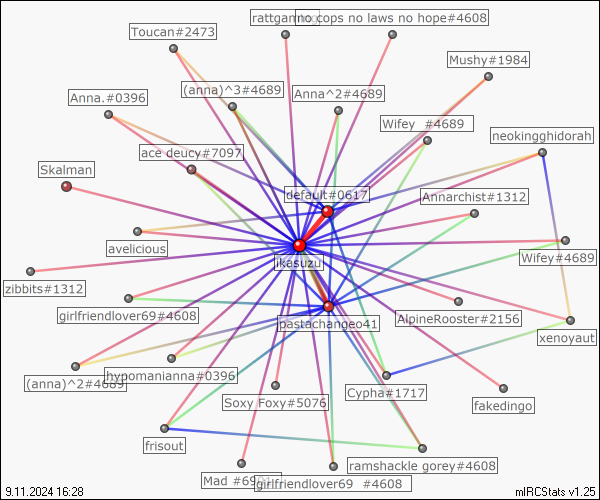 rattgann no cops no laws no hope#4608
Toucan#2473
Mushy#1984
(anna)^3#4689
Anna^2#4689
Anna.#0396
Wifey _#4689
neokingghidorah
ace deucy#7097
Skalman
default#0617
Annarchist#1312
avelicious
Wifey#4689
ikasuzu
zibbits#1312
girlfriendlover69#4608
pastachangeo41
AlpineRooster#2156
xenoyaut
(anna)^2#4689
hypomanianna#0396
Soxy Foxy#5076
Cypha#1717
fakedingo
frisout
ramshackle gorey#4608
Mad
girlfriendlover69 _#4608
9.11.2024 16:28
mIRCStats v1.25